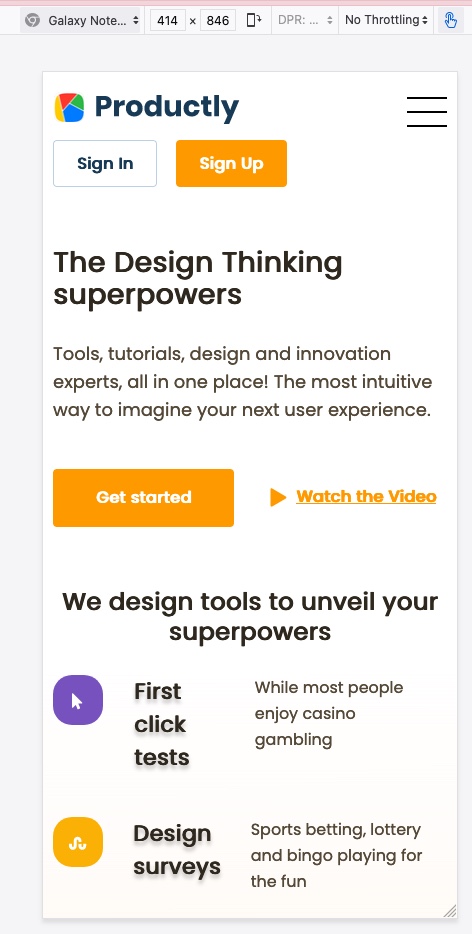 Galaxy Note... 414 × 846 DPR: ... No Throttling
Productly
Sign In Sign Up
The Design Thinking
superpowers
Tools, tutorials, design and innovation
experts, all in one place! The most intuitive
way to imagine your next user experience.
Get started Watch the Video
We design tools to unveil your
superpowers
First
click
tests
While most people
enjoy casino
gambling
Design
surveys
Sports betting, lottery
and bingo playing for
the fun